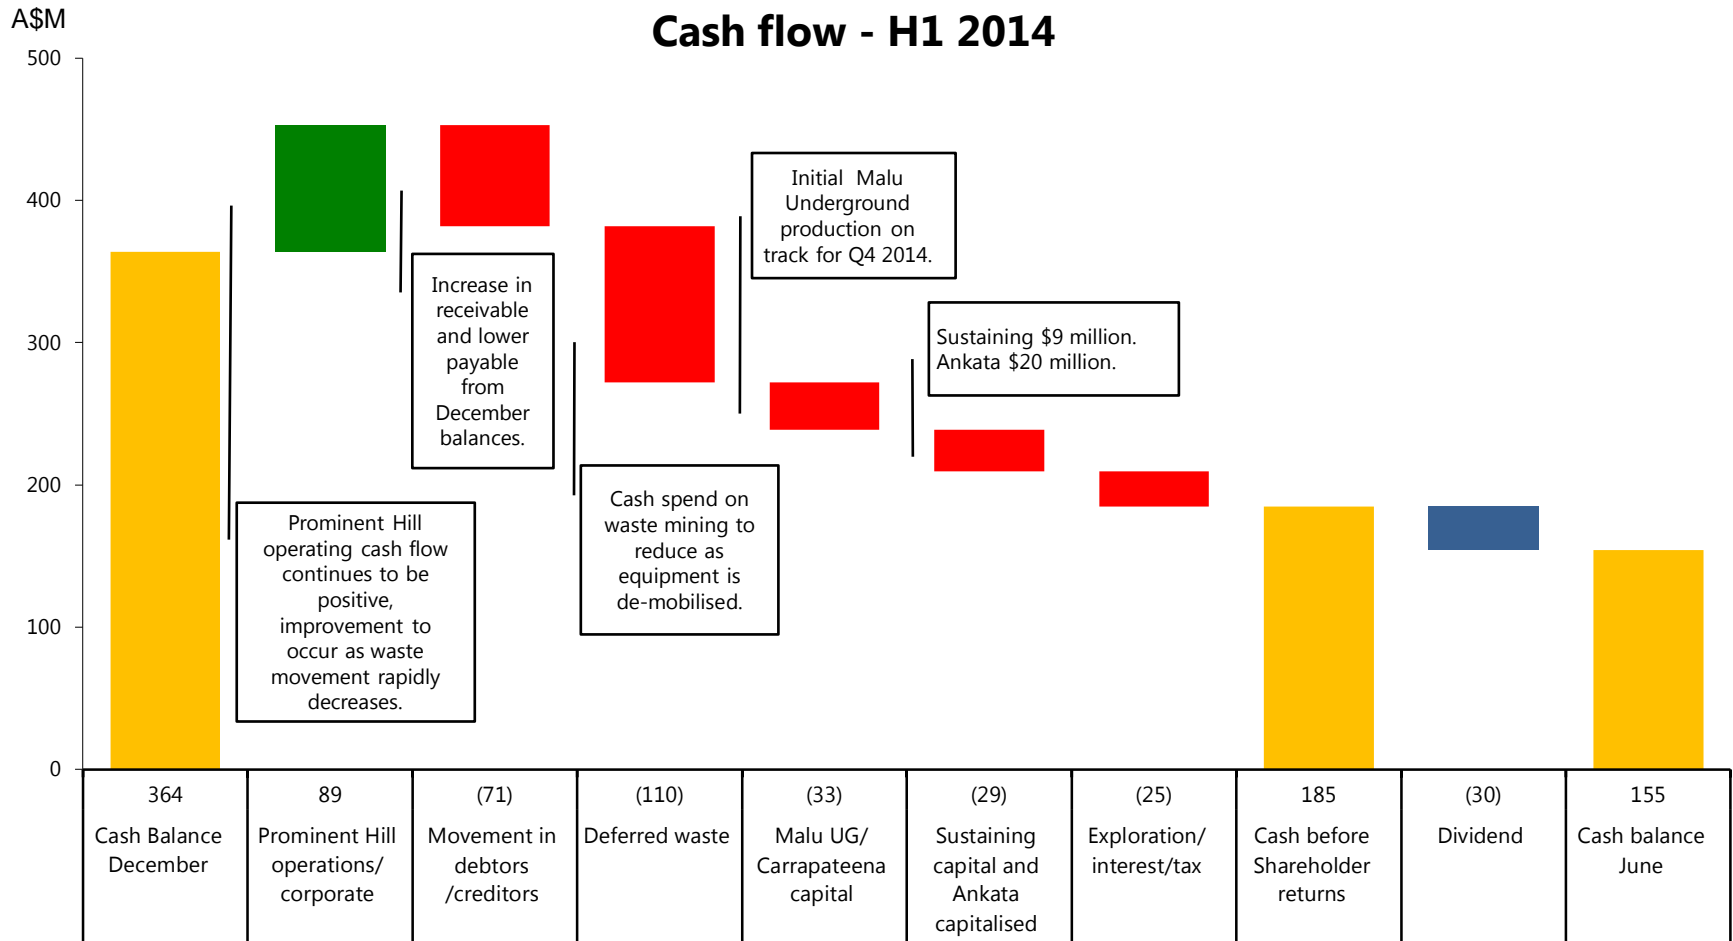 A$M
Cash flow - H1 2014
500
400
300
200
100
0
Initial Malu
Underground
production on
track for Q4 2014.
Increase in
receivable
and lower
payable
from
December
balances.
Sustaining $9 million.
Ankata $20 million.
Cash spend on
waste mining to
reduce as
equipment is
de-mobilised.
Prominent Hill
operating cash flow
continues to be
positive,
improvement to
occur as waste
movement rapidly
decreases.
364
Cash Balance
December
89
Prominent Hill
operations/
corporate
(71)
Movement in
debtors
/creditors
(110)
Deferred waste
(33)
Malu UG/
Carrapateena
capital
(29)
Sustaining
capital and
Ankata
capitalised
(25)
Exploration/
interest/tax
185
Cash before
Shareholder
returns
(30)
Dividend
155
Cash balance
June